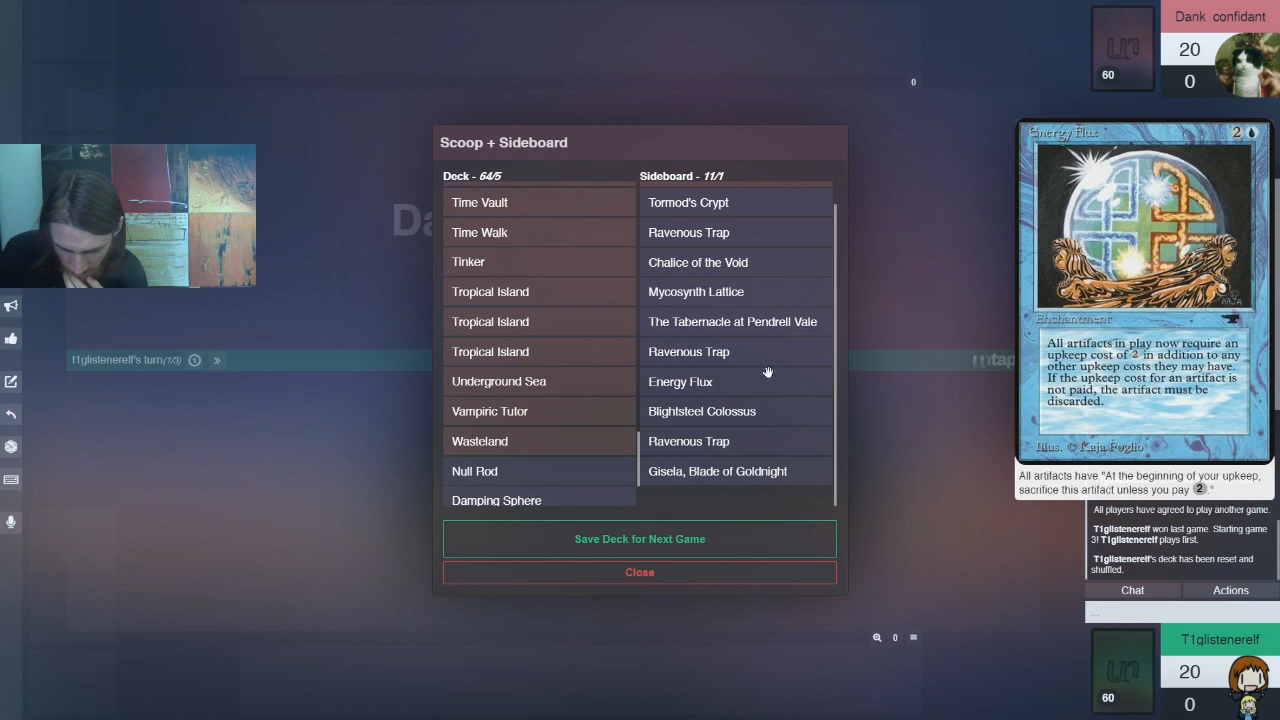 Dank confidant
20
60
0
0
Scoop + Sideboard
Deck - 64/5
Sideboard - 11/1
Time Vault
Tormod's Crypt
Time Walk
Ravenous Trap
Tinker
Chalice of the Void
Tropical Island
Mycosynth Lattice
Tropical Island
The Tabernacle at Pendrell Vale
Tropical Island
Ravenous Trap
Underground Sea
Energy Flux
Vampiric Tutor
Blightsteel Colossus
Wasteland
Ravenous Trap
Null Rod
Gisela, Blade of Goldnight
Damping Sphere
Save Deck for Next Game
Close
Da
t1glistenerelf's turn(1/3) 1 »
Energy Flux 2
Enchantment
All artifacts in play now require an
upkeep cost of 2 in addition to any
other upkeep costs they may have.
If the upkeep cost for an artifact is
not paid, the artifact must be
discarded.
Illus. © Kaja Foglio
All artifacts have "At the beginning of your upkeep,
sacrifice this artifact unless you pay 2."
All players have agreed to play another game.
T1glistenerelf won last game. Starting game
3! T1glistenerelf plays first.
T1glistenerelf's deck has been reset and
shuffled.
Chat
Actions
...
0
T1glistenerelf
20
60
0